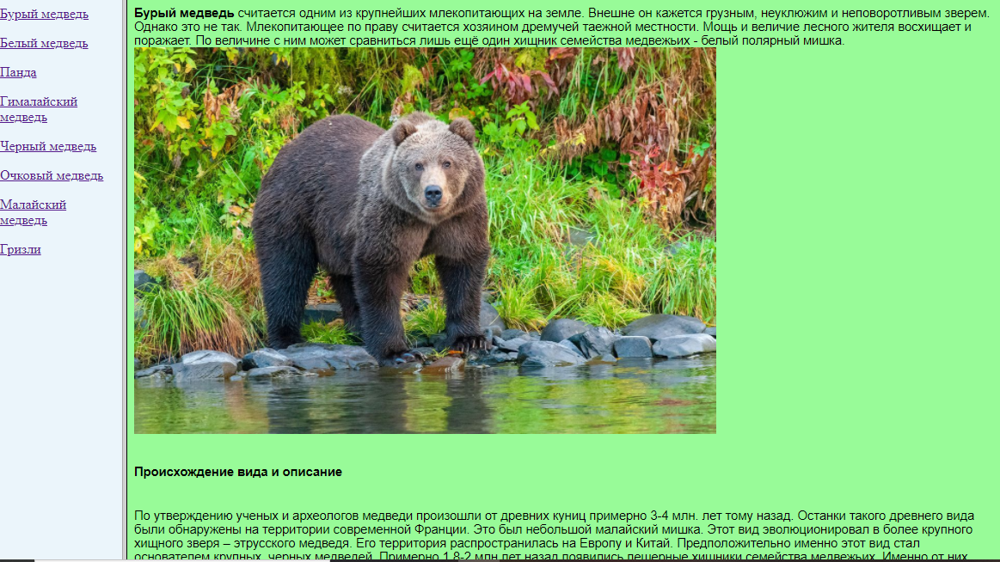 Бурый медведь
Белый медведь
Панда
Гималайский
медведь
Черный медведь
Очковый медведь
Малайский
медведь
Гризли
Бурый медведь считается одним из крупнейших млекопитающих на земле. Внешне он кажется грузным, неуклюжим и неповоротливым зверем.
Однако это не так. Млекопитающее по праву считается хозяином дремучей таежной местности. Мощь и величие лесного жителя восхищает и
поражает. По величине с ним может сравниться лишь ещё один хищник семейства медвежьих - белый полярный мишка.
Происхождение вида и описание
По утверждению ученых и археологов медведи произошли от древних куниц примерно 3-4 млн. лет тому назад. Останки такого древнего вида
были обнаружены на территории современной Франции. Это был небольшой малайский мишка. Этот вид эволюционировал в более крупного
хищного зверя – этрусского медведя. Его территория распространилась на Европу и Китай. Предположительно именно этот вид стал
основателем крупных, черных медведей. Примерно 1,8-2 млн лет назад появились пещерные хищники семейства медвежьих. Именно от них